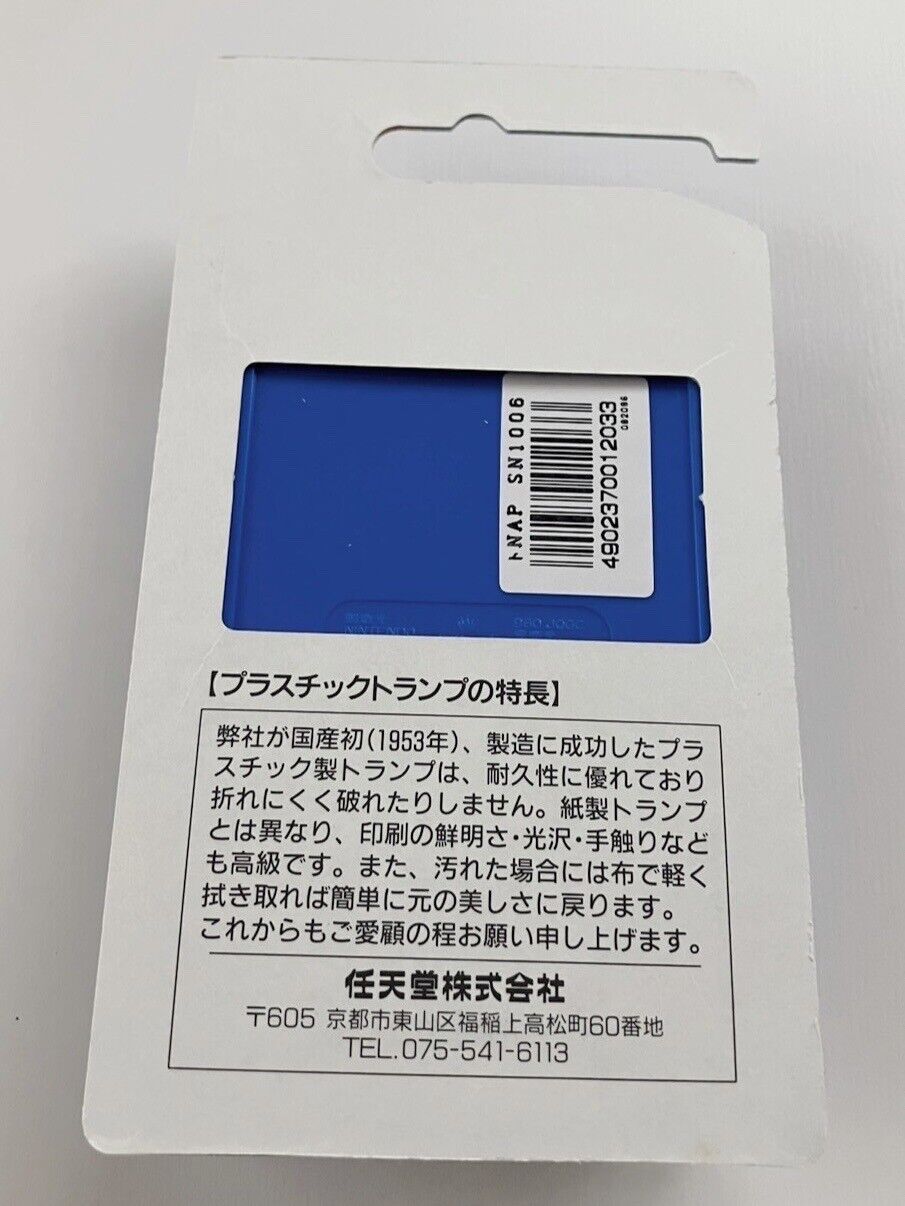 トNAP SN1006
4902370012033
082086
【プラスチックトランプの特長】
弊社が国産初(1953年)、製造に成功したプラ
スチック製トランプは、耐久性に優れており
折れにくく破れたりしません。紙製トランプ
とは異なり、印刷の鮮明さ・光沢・手触りなど
も高級です。また、汚れた場合には布で軽く
拭き取れば簡単に元の美しさに戻ります。
これからもご愛顧の程お願い申し上げます。
任天堂株式会社
〒605 京都市東山区福稲上高松町60番地
TEL.075-541-6113